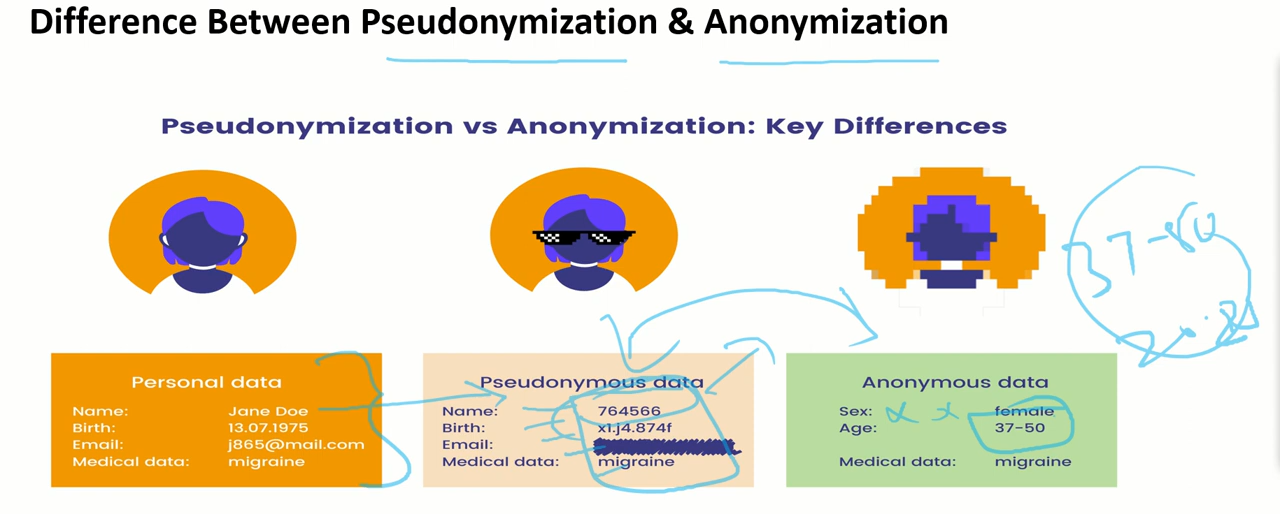 Difference Between Pseudonymization & Anonymization
Pseudonymization vs Anonymization: Key Differences
37-50
Personal data
Name: Jane Doe
Birth: 13.07.1975
Email: j865@mail.com
Medical data: migraine
Pseudonymous data
Name: 764566
Birth: x1.j4.874f
Email:
Medical data: migraine
Anonymous data
Sex: female
Age: 37-50
Medical data: migraine